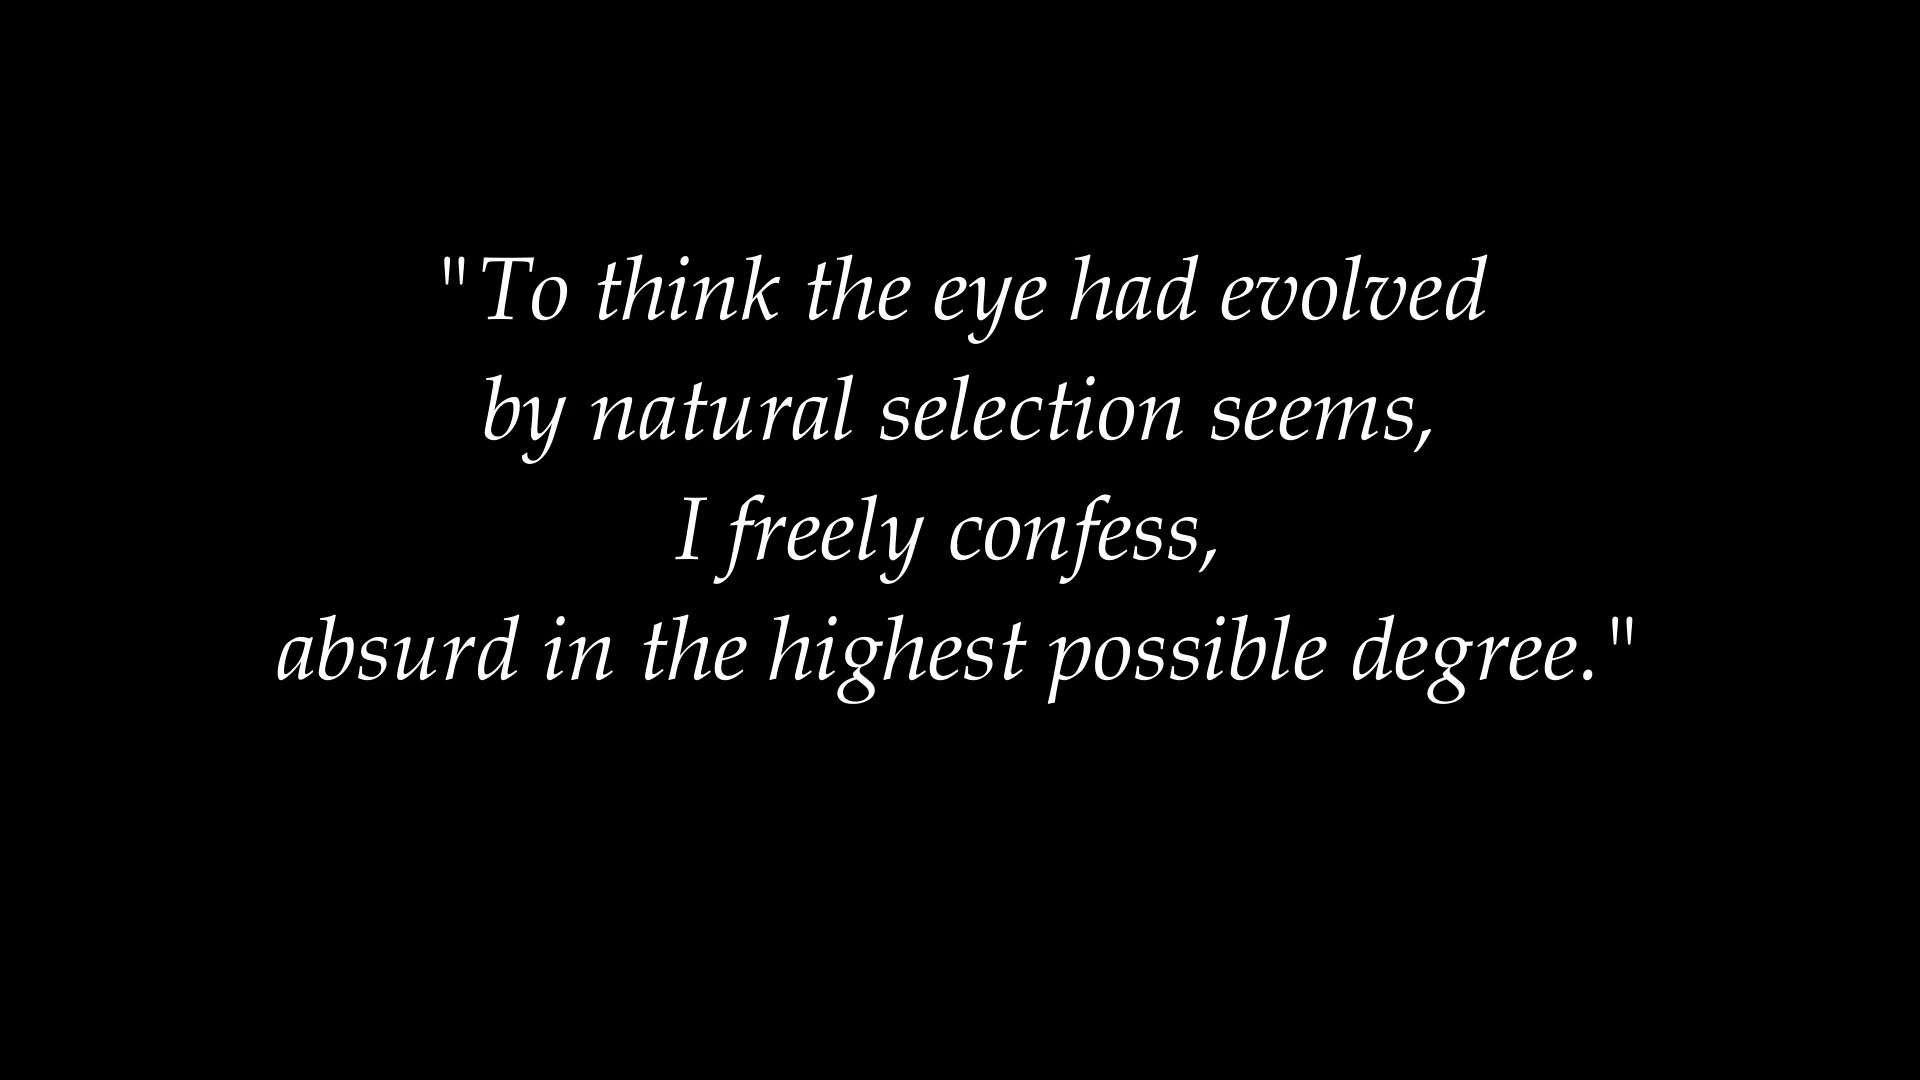 "To think the eye had evolved
by natural selection seems,
I freely confess,
absurd in the highest possible degree."